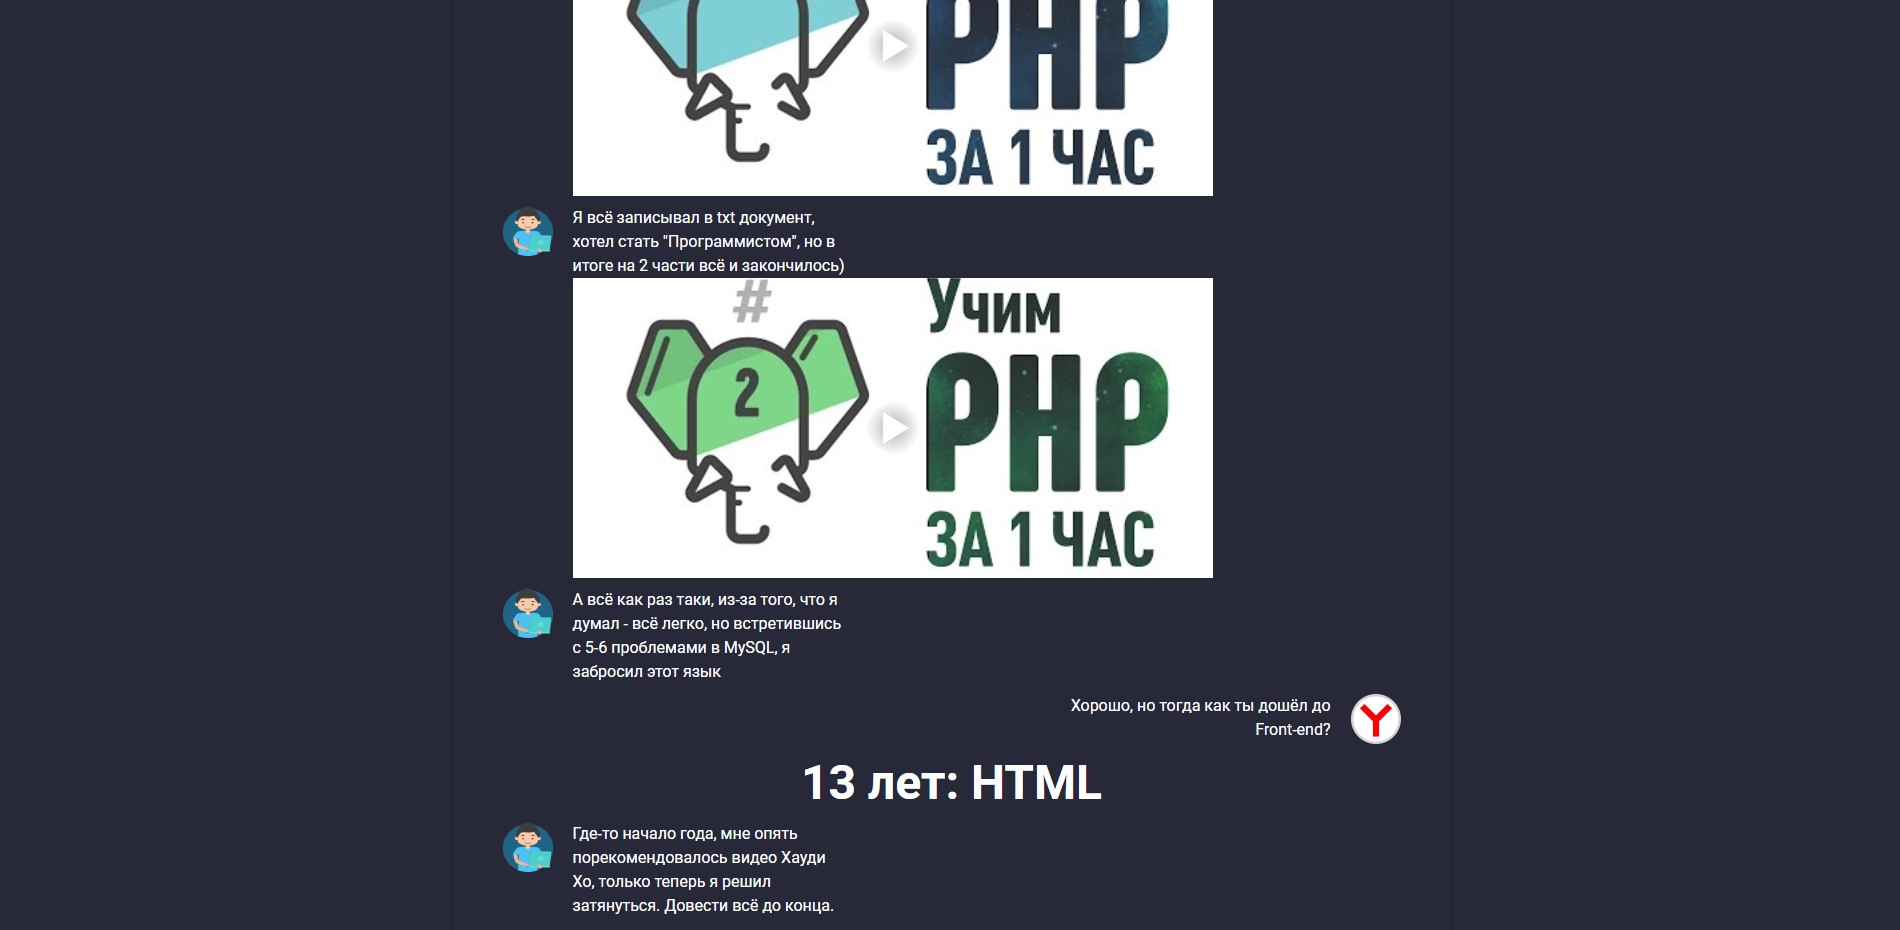 PHP
ЗА 1 ЧАС
Я всё записывал в txt документ,
хотел стать "Программистом", но в
итоге на 2 части всё и закончилось)
#
2
Учим
PHP
ЗА 1 ЧАС
А всё как раз таки, из-за того, что я
думал - всё легко, но встретившись
с 5-6 проблемами в MySQL, я
забросил этот язык
Хорошо, но тогда как ты дошёл до
Front-end?
Y
13 лет: HTML
Где-то начало года, мне опять
порекомендовалось видео Хауди
Хо, только теперь я решил
затянуться. Довести всё до конца.